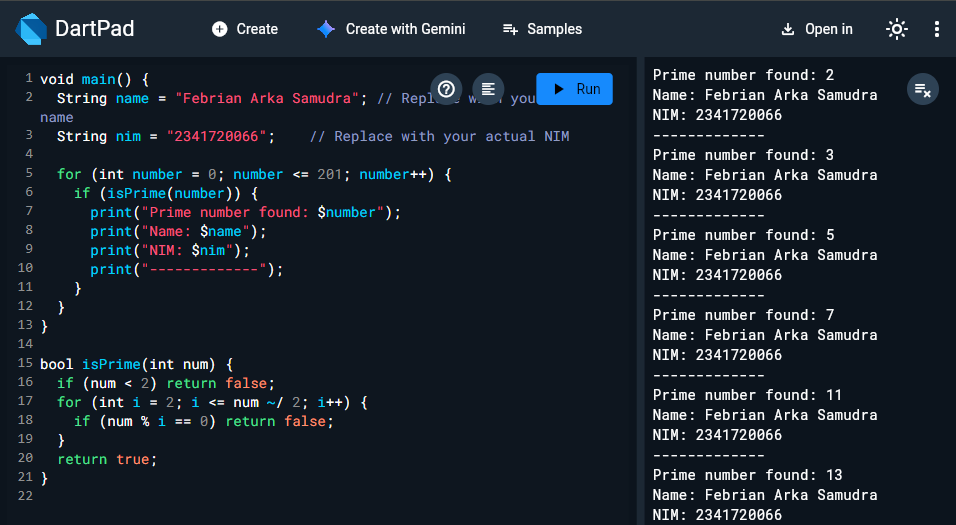 DartPad
Create
Create with Gemini
Samples
Open in
1 void main() {
2 String name = "Febrian Arka Samudra"; // you
name
3 String nim = "2341720066"; // Replace with your actual NIM
4
5 for (int number = 0; number <= 201; number++) {
6 if (isPrime(number)) {
7 print("Prime number found: $number");
8 print("Name: $name");
9 print("NIM: $nim");
10 print("-------------");
11 }
12 }
13 }
14
15 bool isPrime(int num) {
16 if (num < 2) return false;
17 for (int i = 2; i <= num ~/ 2; i++) {
18 if (num % i == 0) return false;
19 }
20 return true;
21 }
22
Run
Prime number found: 2
Name: Febrian Arka Samudra
NIM: 2341720066
-------------
Prime number found: 3
Name: Febrian Arka Samudra
NIM: 2341720066
-------------
Prime number found: 5
Name: Febrian Arka Samudra
NIM: 2341720066
-------------
Prime number found: 7
Name: Febrian Arka Samudra
NIM: 2341720066
-------------
Prime number found: 11
Name: Febrian Arka Samudra
NIM: 2341720066
-------------
Prime number found: 13
Name: Febrian Arka Samudra
NIM: 2341720066